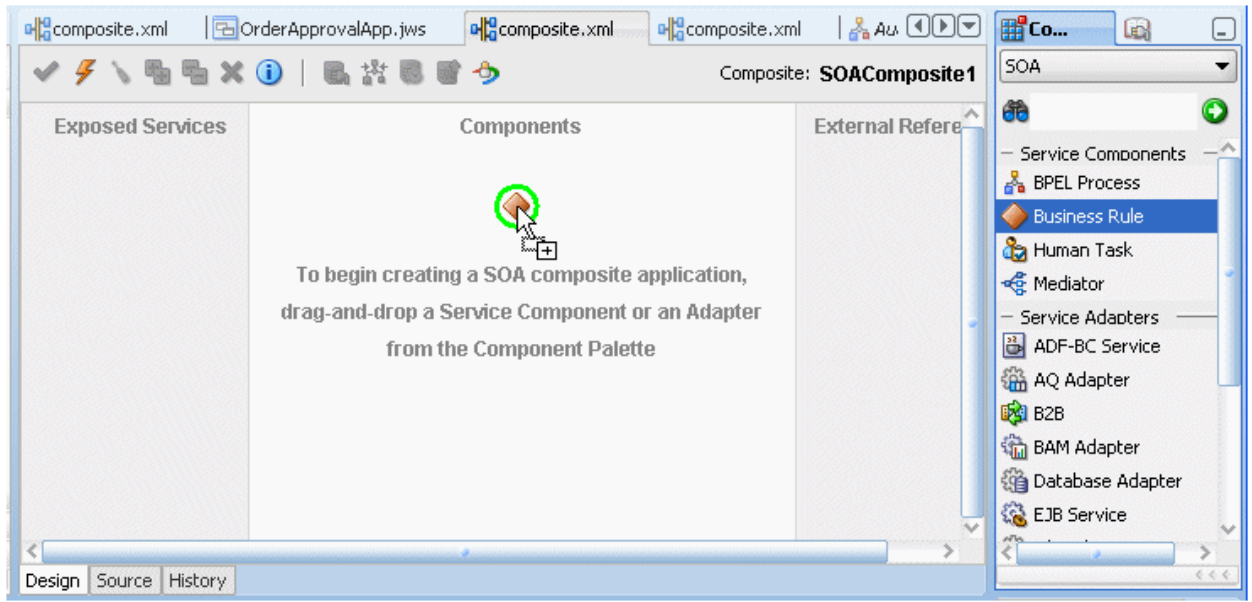 composite.xml OrderApprovalApp.jws composite.xml composite.xml Au Co...
Composite: SOAComposite1
SOA
Exposed Services Components External Refere
Service Components
BPEL Process
Business Rule
Human Task
Mediator
To begin creating a SOA composite application,
drag-and-drop a Service Component or an Adapter
from the Component Palette
Service Adapters
ADF-BC Service
AQ Adapter
B2B
BAM Adapter
Database Adapter
EJB Service
Design Source History